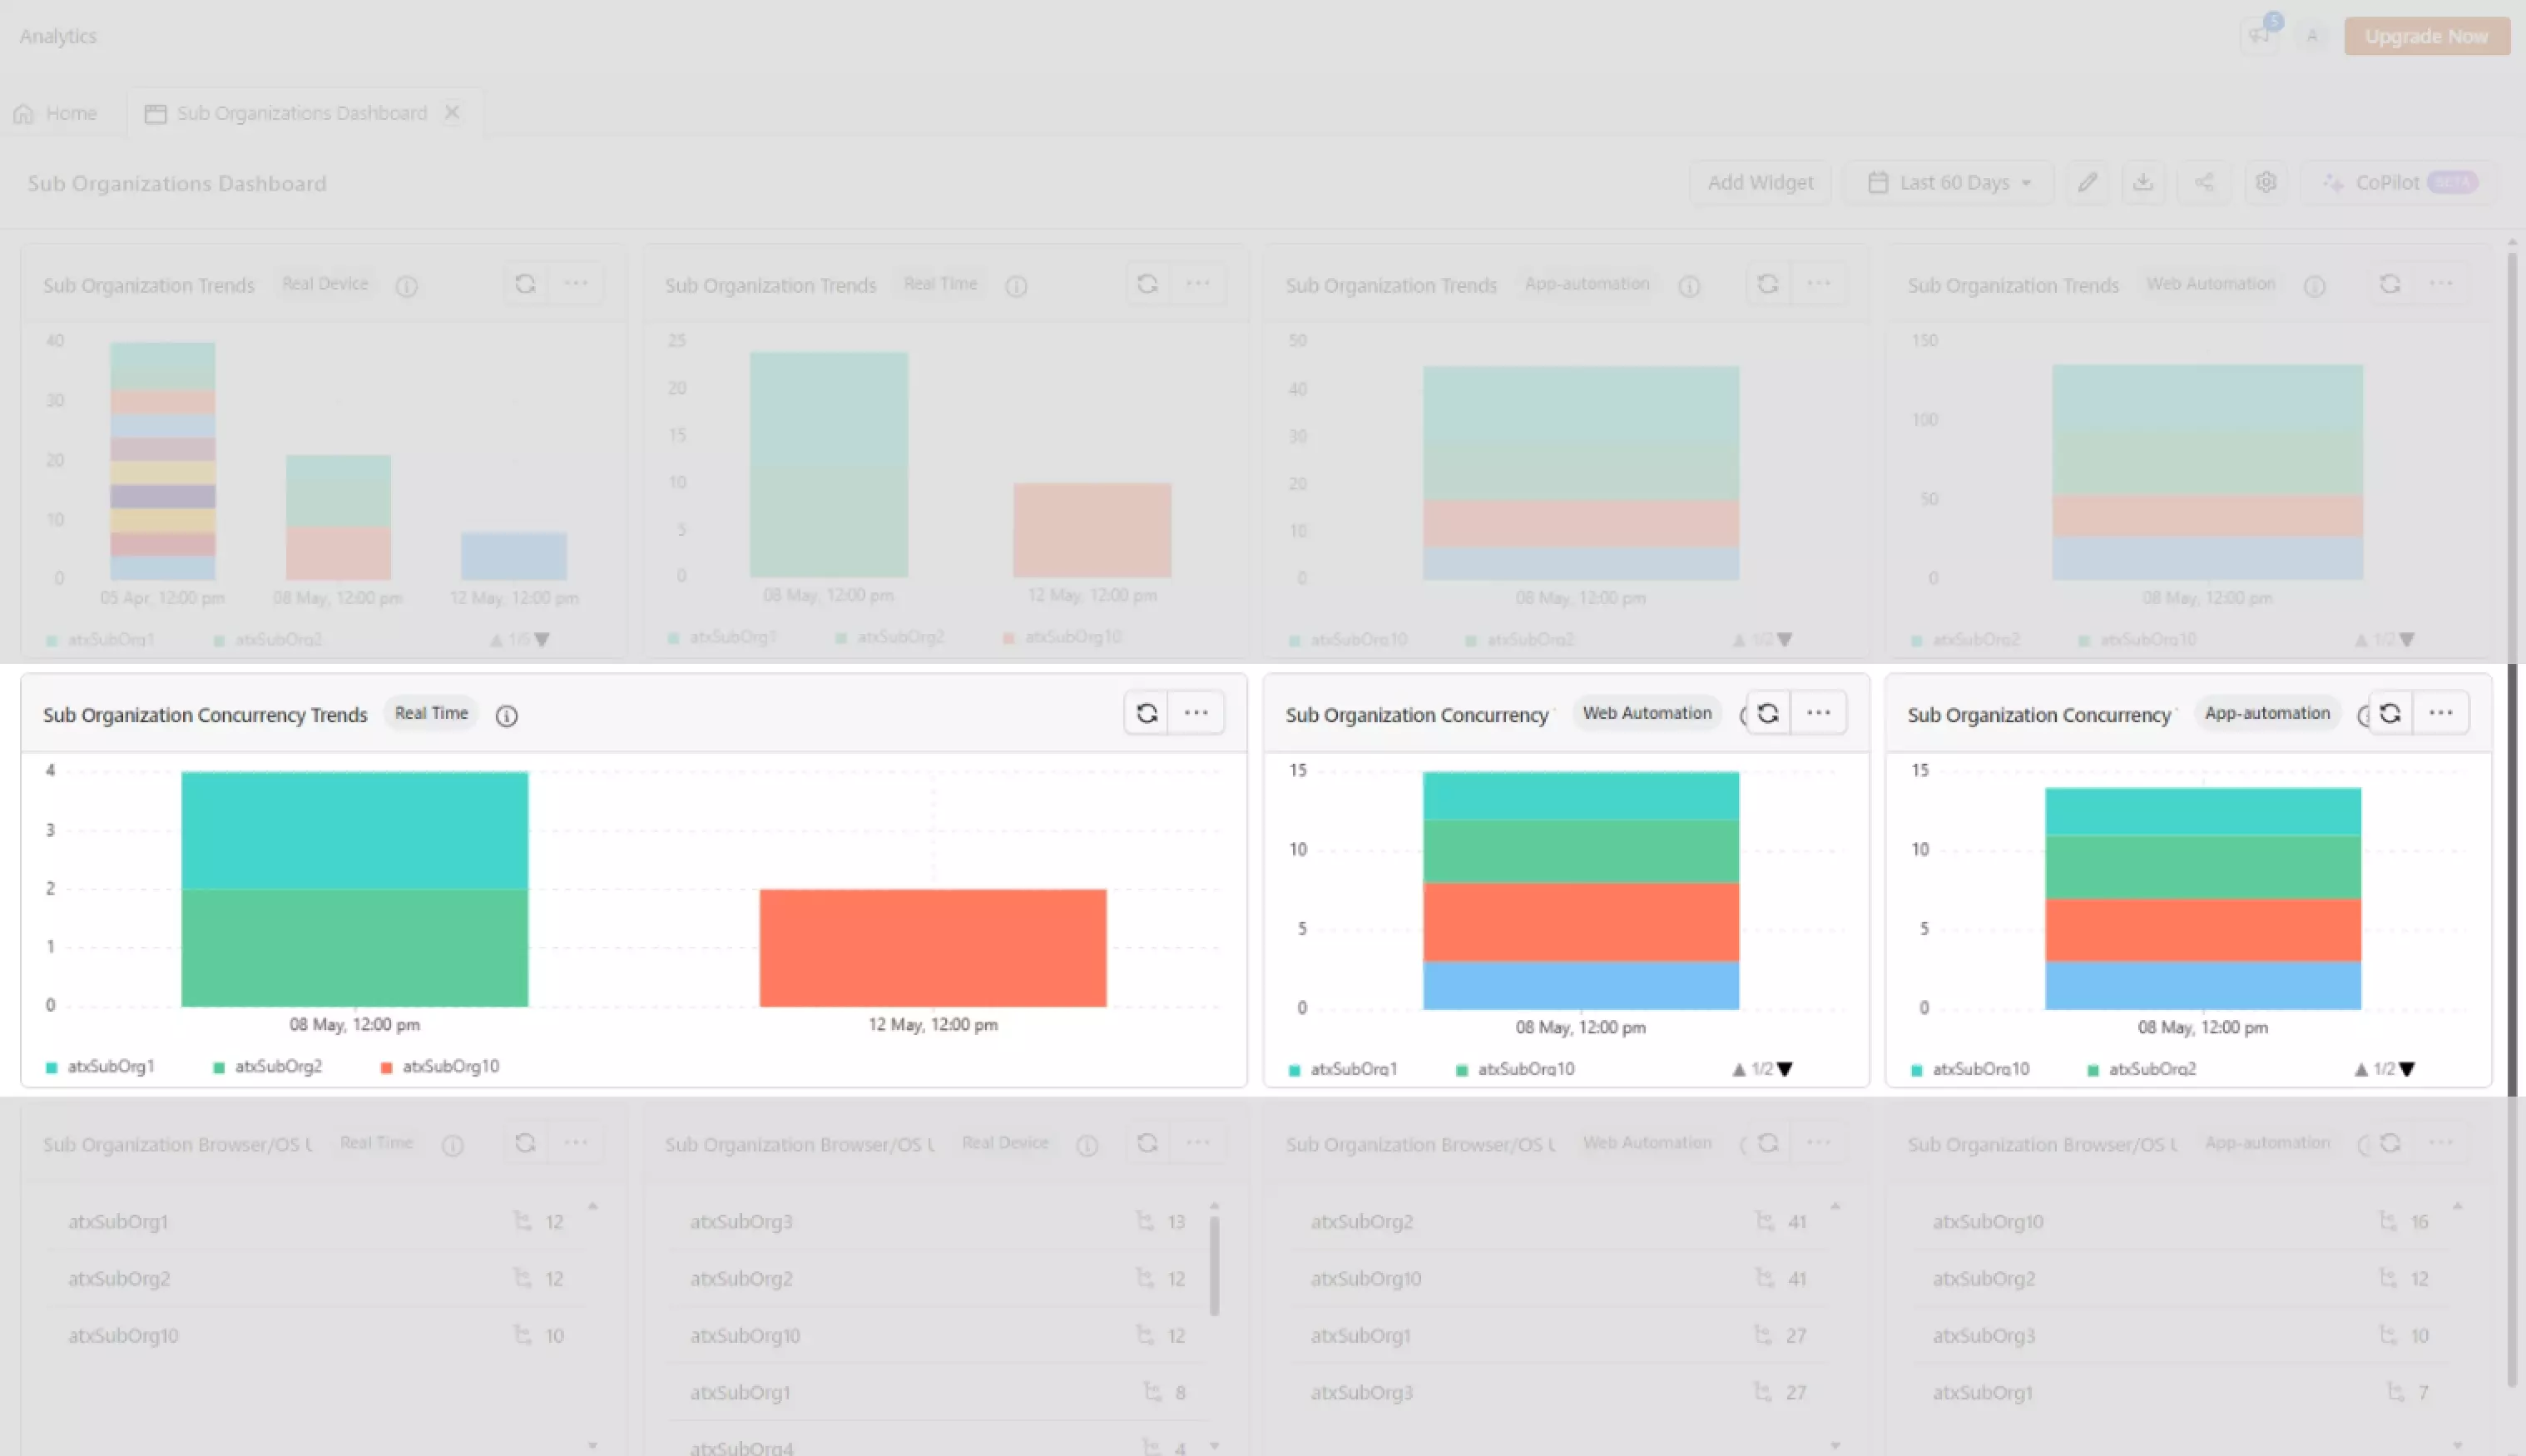 Analytics
5
A
Upgrade Now
Home
Sub Organizations Dashboard
Sub Organizations Dashboard
Add Widget
Last 60 Days
CoPilot BETA
Sub Organization Trends Real Device
40
30
20
10
0
05 Apr, 12:00 pm 08 May, 12:00 pm 12 May, 12:00 pm
atxSubOrg1 atxSubOrg2 1/5
Sub Organization Trends Real Time
25
20
15
10
5
0
08 May, 12:00 pm 12 May, 12:00 pm
atxSubOrg1 atxSubOrg2 atxSubOrg10
Sub Organization Trends App-automation
50
40
30
20
10
0
08 May, 12:00 pm
atxSubOrg10 atxSubOrg2 1/2
Sub Organization Trends Web Automation
150
100
50
0
08 May, 12:00 pm
atxSubOrg2 atxSubOrg10 1/2
Sub Organization Concurrency Trends Real Time
4
3
2
1
0
08 May, 12:00 pm 12 May, 12:00 pm
atxSubOrg1 atxSubOrg2 atxSubOrg10
Sub Organization Concurrency Web Automation
15
10
5
0
08 May, 12:00 pm
atxSubOrg1 atxSubOrg10 1/2
Sub Organization Concurrency App-automation
15
10
5
0
08 May, 12:00 pm
atxSubOrg10 atxSubOrg2 1/2
Sub Organization Browser/OS Real Time
atxSubOrg1 12
atxSubOrg2 12
atxSubOrg10 10
Sub Organization Browser/OS Real Device
atxSubOrg3 13
atxSubOrg2 12
atxSubOrg10 12
atxSubOrg1 8
atxSubOrg4 4
Sub Organization Browser/OS Web Automation
atxSubOrg2 41
atxSubOrg10 41
atxSubOrg1 27
atxSubOrg3 27
Sub Organization Browser/OS App-automation
atxSubOrg10 16
atxSubOrg2 12
atxSubOrg3 10
atxSubOrg1 7